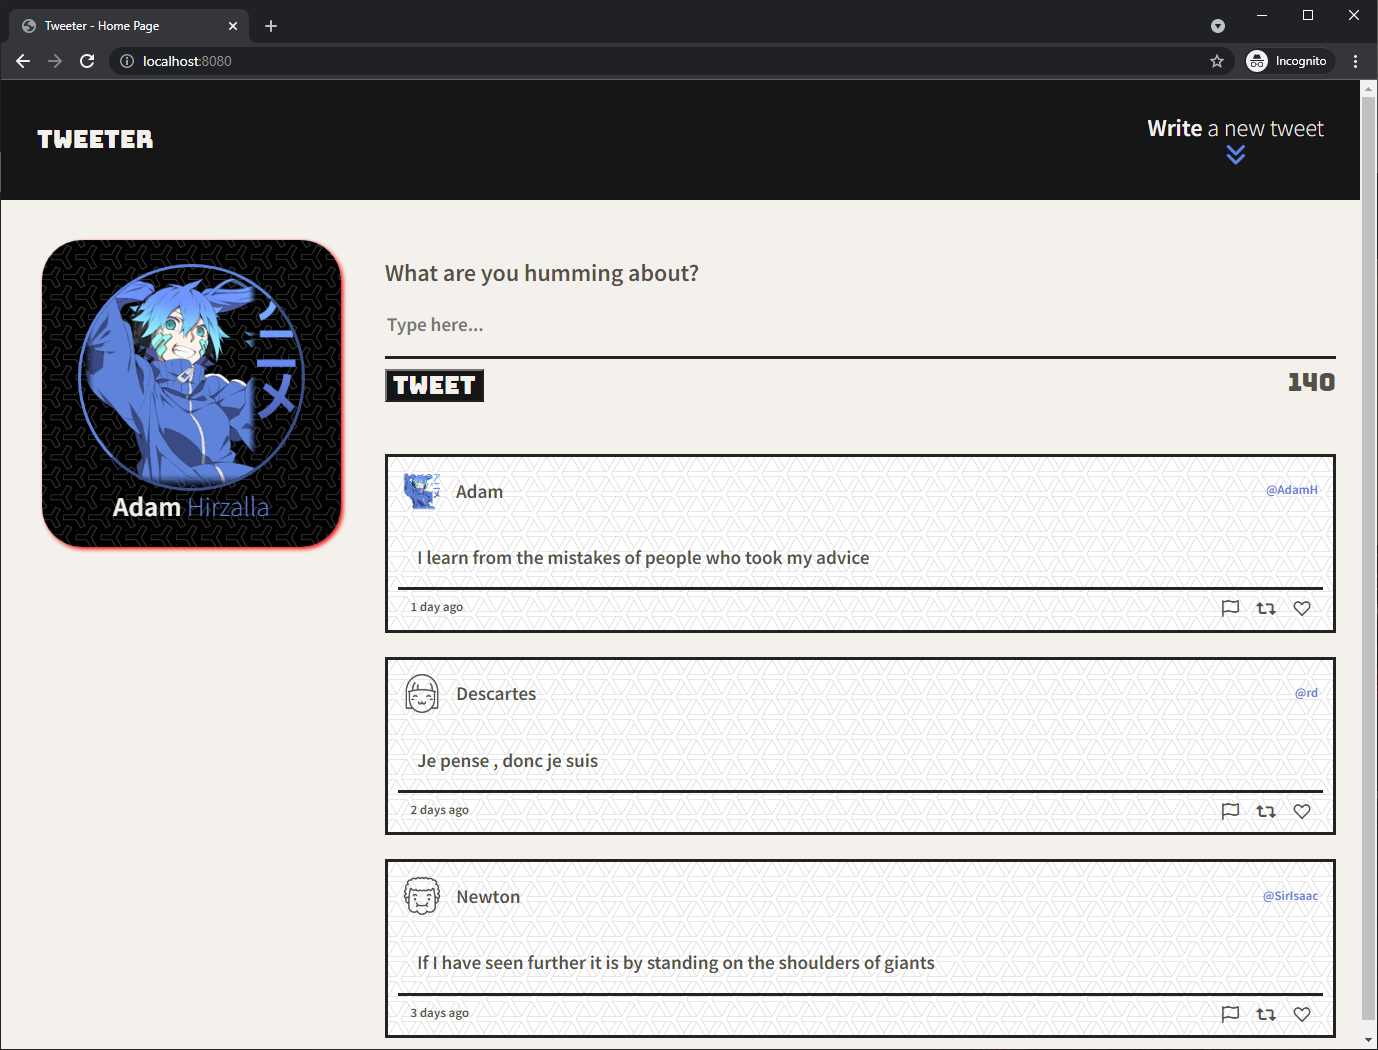 Tweeter - Home Page
localhost:8080
Incognito
TWEETER
Write a new tweet
What are you humming about?
Type here...
TWEET
140
Adam Hirzalla
Adam
@AdamH
I learn from the mistakes of people who took my advice
1 day ago
Descartes
@rd
Je pense , donc je suis
2 days ago
Newton
@SirIsaac
If I have seen further it is by standing on the shoulders of giants
3 days ago